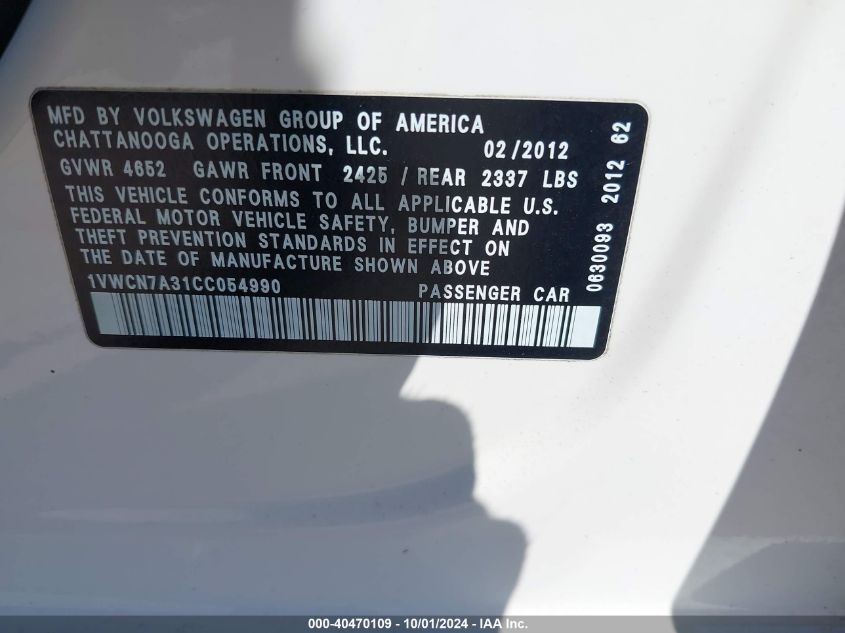 MFD BY VOLKSWAGEN GROUP OF AMERICA
CHATTANOOGA OPERATIONS, LLC. 02/2012
GVWR 4652 GAWR FRONT 2425 / REAR 2337 LBS
THIS VEHICLE CONFORMS TO ALL APPLICABLE U.S.
FEDERAL MOTOR VEHICLE SAFETY, BUMPER AND
THEFT PREVENTION STANDARDS IN EFFECT ON
THE DATE OF MANUFACTURE SHOWN ABOVE
1VWCN7A31CC054990 PASSENGER CAR
0630093 2012 62
000-40470109 - 10/01/2024 - IAA Inc.